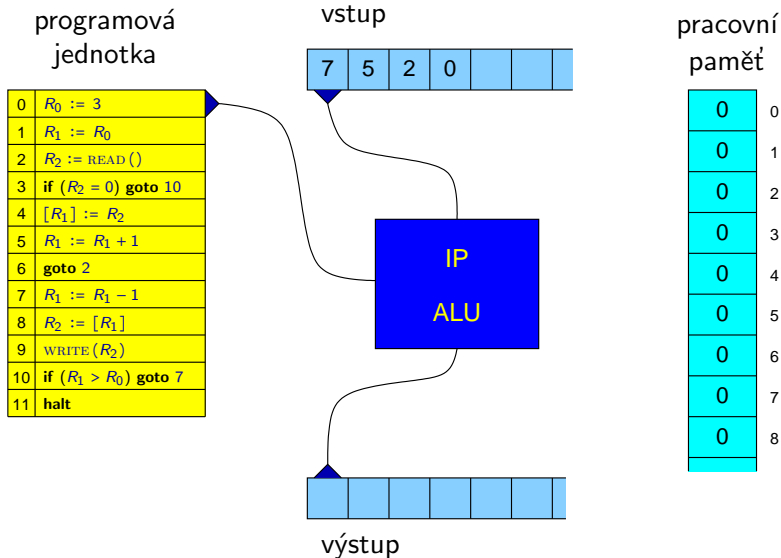 programová
jednotka
0 R0 := 3
1 R1 := R0
2 R2 := READ()
3 if (R2 = 0) goto 10
4 [R1] := R2
5 R1 := R1 + 1
6 goto 2
7 R1 := R1 − 1
8 R2 := [R1]
9 WRITE(R2)
10 if (R1 > R0) goto 7
11 halt
vstup
7 5 2 0
IP
ALU
výstup
pracovní
paměť
0 0
0 1
0 2
0 3
0 4
0 5
0 6
0 7
0 8